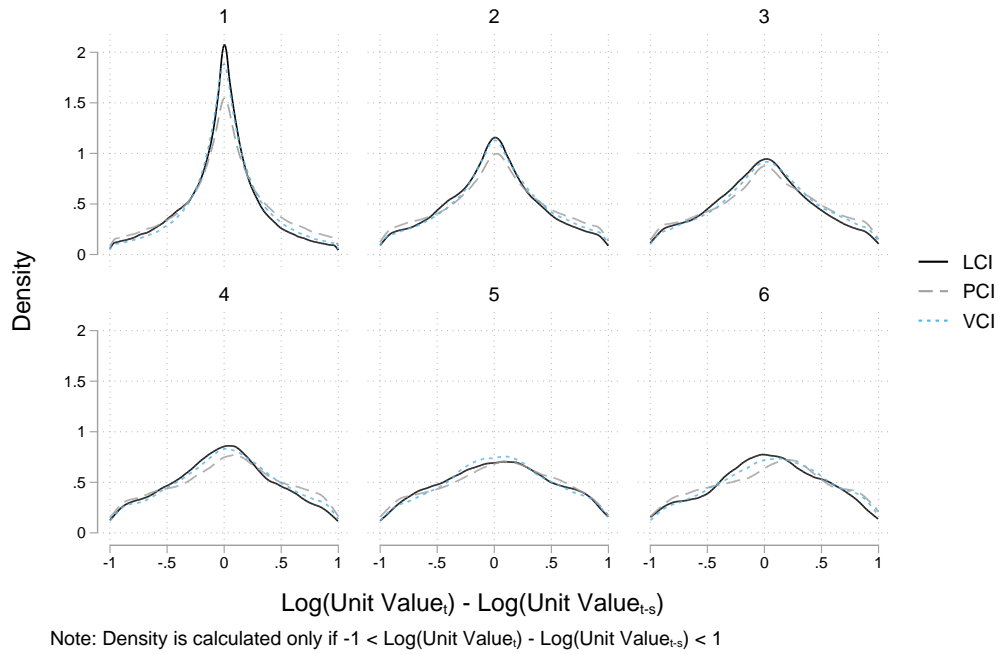 1 2 3
2
1.5
1
.5
0
Density
LCI
PCI
VCI
4 5 6
2
1.5
1
.5
0
-1 -.5 0 .5 1 -1 -.5 0 .5 1 -1 -.5 0 .5 1
Log(Unit Valueₜ) - Log(Unit Valueₜ₋ₛ)
Note: Density is calculated only if -1 < Log(Unit Valueₜ) - Log(Unit Valueₜ₋ₛ) < 1